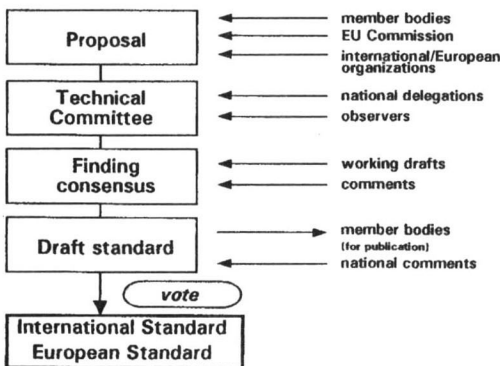 Proposal
member bodies
EU Commission
international/European
organizations
Technical
Committee
national delegations
observers
Finding
consensus
working drafts
comments
Draft standard
member bodies
(for publication)
national comments
vote
International Standard
European Standard